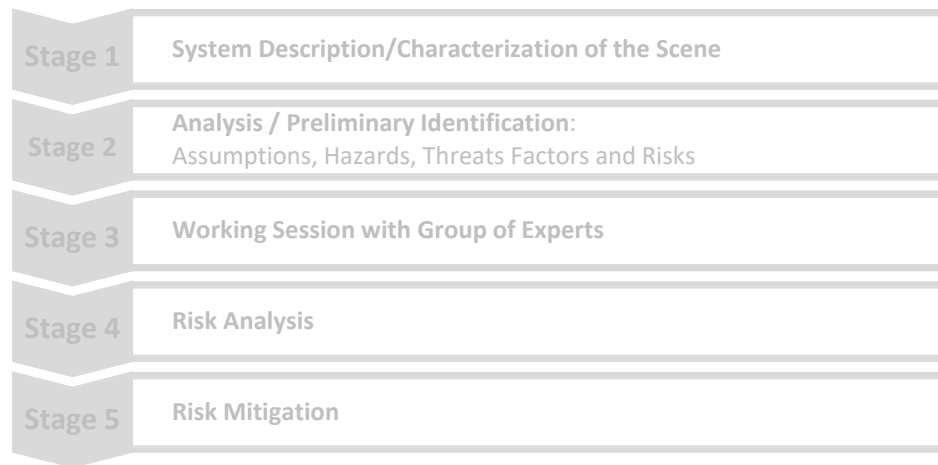 Stage 1
System Description/Characterization of the Scene
Stage 2
Analysis / Preliminary Identification:
Assumptions, Hazards, Threats Factors and Risks
Stage 3
Working Session with Group of Experts
Stage 4
Risk Analysis
Stage 5
Risk Mitigation